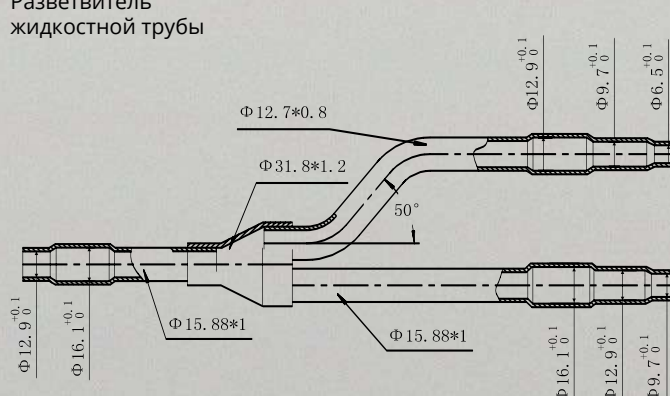 Разветвитель
жидкостной трубы
Φ12.7*0.8
Φ31.8*1.2
50°
Φ15.88*1
Φ15.88*1
Φ12.9 +0.1 0
Φ16.1 +0.1 0
Φ12.9 +0.1 0
Φ9.7 +0.1 0
Φ6.5 +0.1 0
Φ16.1 +0.1 0
Φ12.9 +0.1 0
Φ9.7 +0.1 0